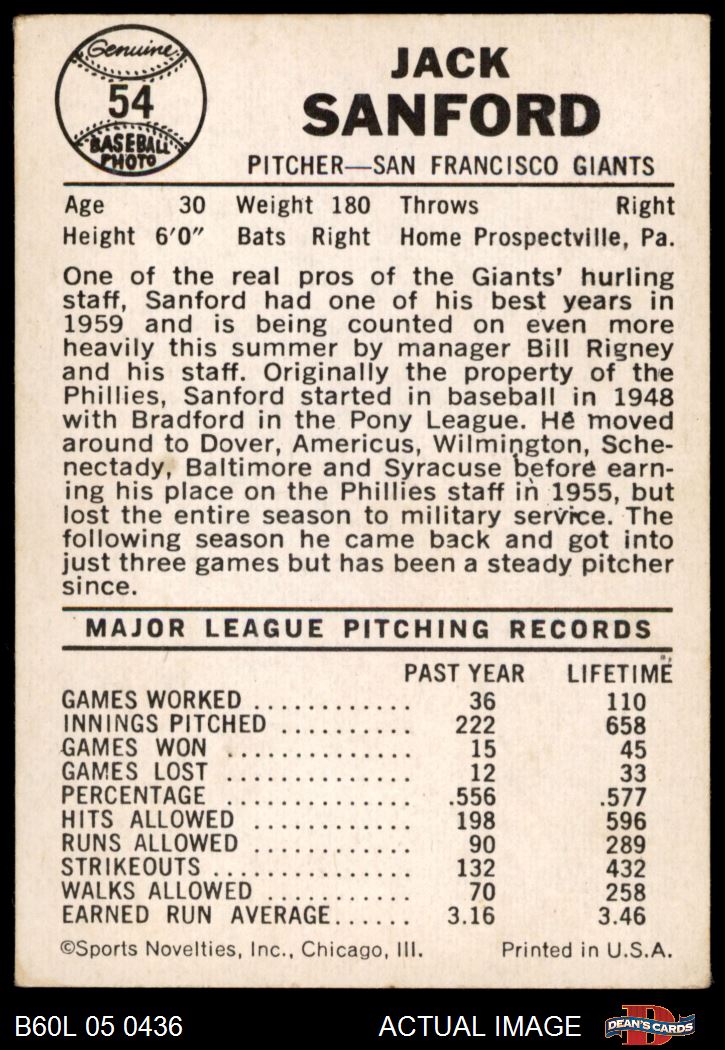 Genuine
54
BASEBALL
PHOTO
JACK
SANFORD
PITCHER—SAN FRANCISCO GIANTS
Age 30 Weight 180 Throws Right
Height 6'0" Bats Right Home Prospectville, Pa.
One of the real pros of the Giants' hurling
staff, Sanford had one of his best years in
1959 and is being counted on even more
heavily this summer by manager Bill Rigney
and his staff. Originally the property of the
Phillies, Sanford started in baseball in 1948
with Bradford in the Pony League. He moved
around to Dover, Americus, Wilmington, Sche-
nectady, Baltimore and Syracuse before earn-
ing his place on the Phillies staff in 1955, but
lost the entire season to military service. The
following season he came back and got into
just three games but has been a steady pitcher
since.
MAJOR LEAGUE PITCHING RECORDS
PAST YEAR LIFETIME
GAMES WORKED ............ 36 110
INNINGS PITCHED .......... 222 658
GAMES WON .............. 15 45
GAMES LOST .............. 12 33
PERCENTAGE .............. .556 .577
HITS ALLOWED ............ 198 596
RUNS ALLOWED ............ 90 289
STRIKEOUTS ............... 132 432
WALKS ALLOWED ........... 70 258
EARNED RUN AVERAGE...... 3.16 3.46
©Sports Novelties, Inc., Chicago, Ill. Printed in U.S.A.
B60L 05 0436 ACTUAL IMAGE
DEAN'S CARDS